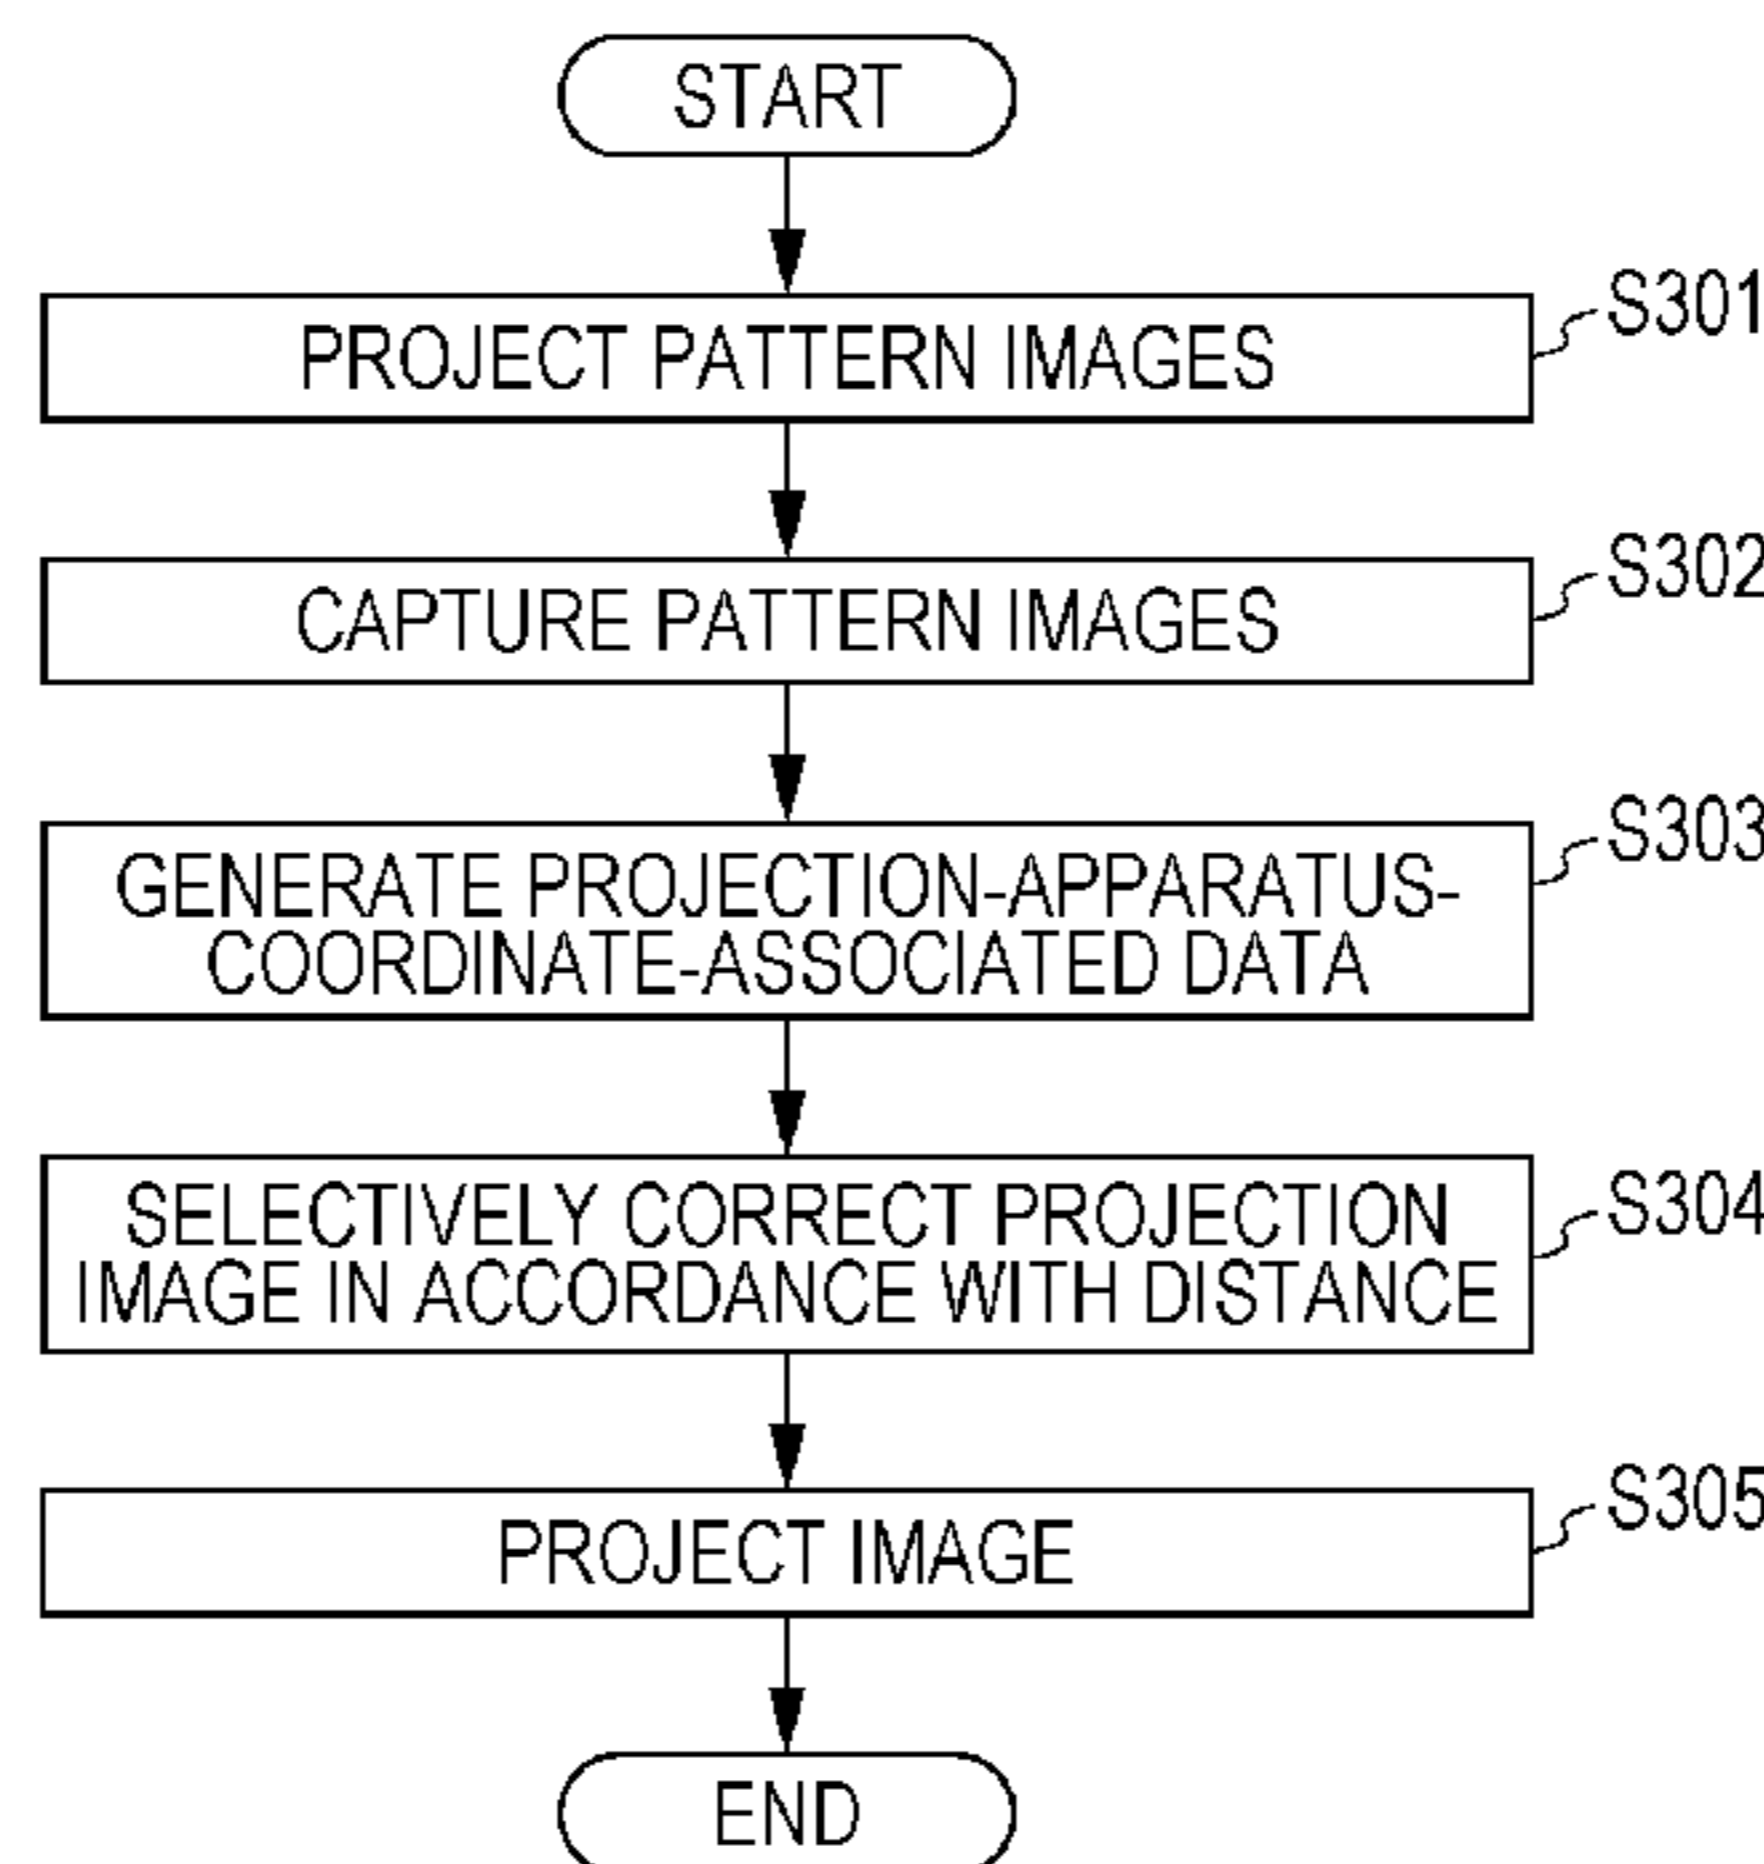 START
PROJECT PATTERN IMAGES
S301
CAPTURE PATTERN IMAGES
S302
GENERATE PROJECTION-APPARATUS-
COORDINATE-ASSOCIATED DATA
S303
SELECTIVELY CORRECT PROJECTION
IMAGE IN ACCORDANCE WITH DISTANCE
S304
PROJECT IMAGE
S305
END